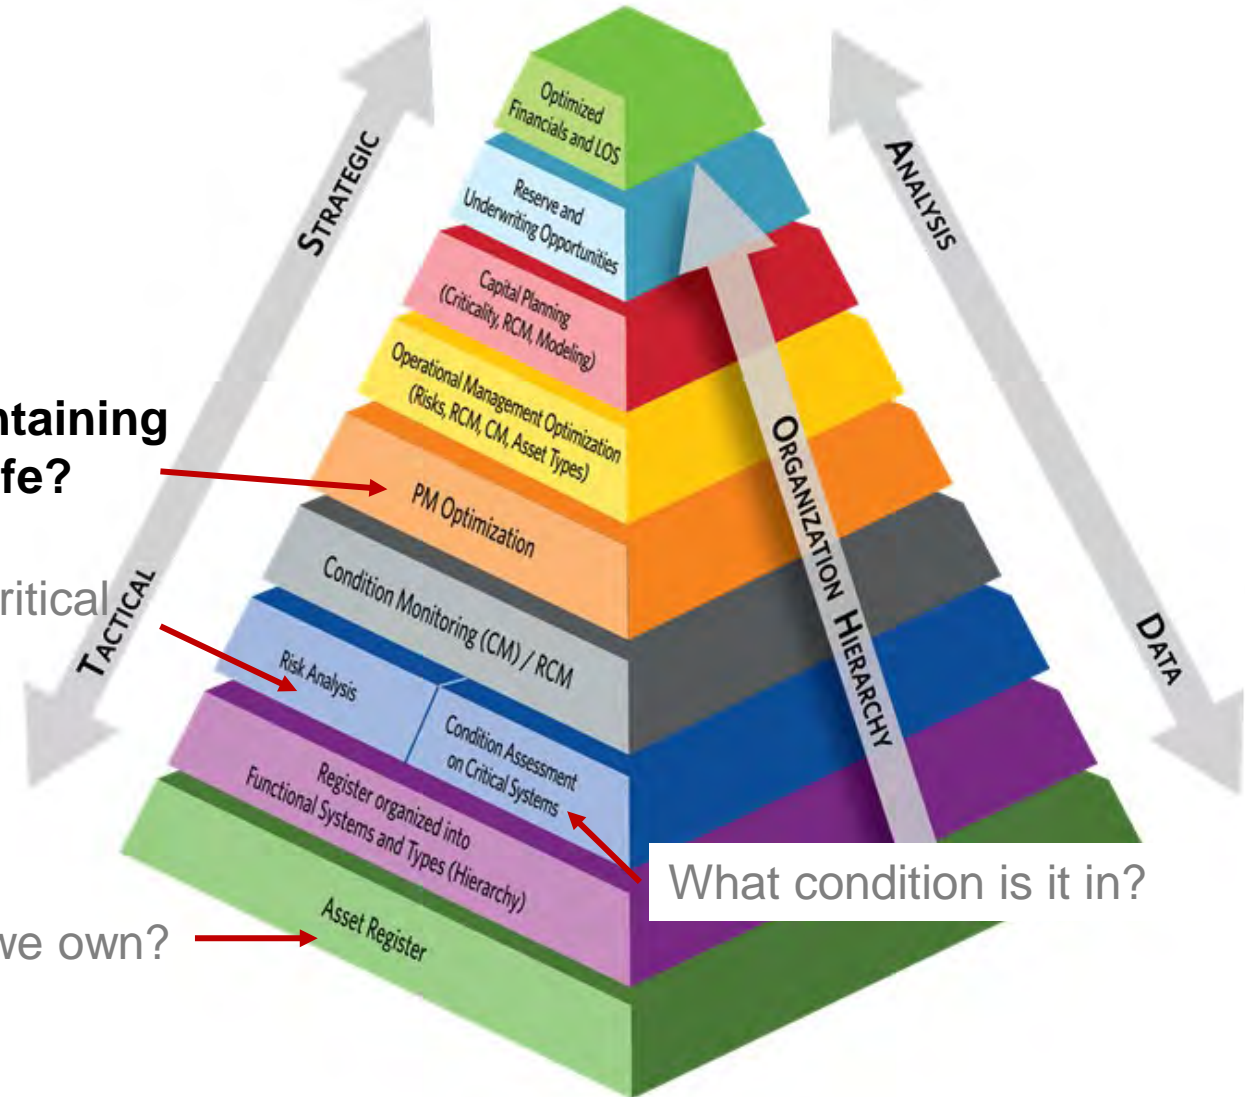 Optimized
Financials and LOS
Reserve and
Underwriting Opportunities
Capital Planning
(Criticality, RCM, Modeling)
Operational Management Optimization
(Risks, RCM, CM, Asset Types)
PM Optimization
Condition Monitoring (CM) / RCM
Risk Analysis
Condition Assessment
on Critical Systems
Register organized into
Functional Systems and Types (Hierarchy)
Asset Register
STRATEGIC
TACTICAL
ANALYSIS
DATA
ORGANIZATION HIERARCHY
ntaining
fe?
ritical
we own?
What condition is it in?